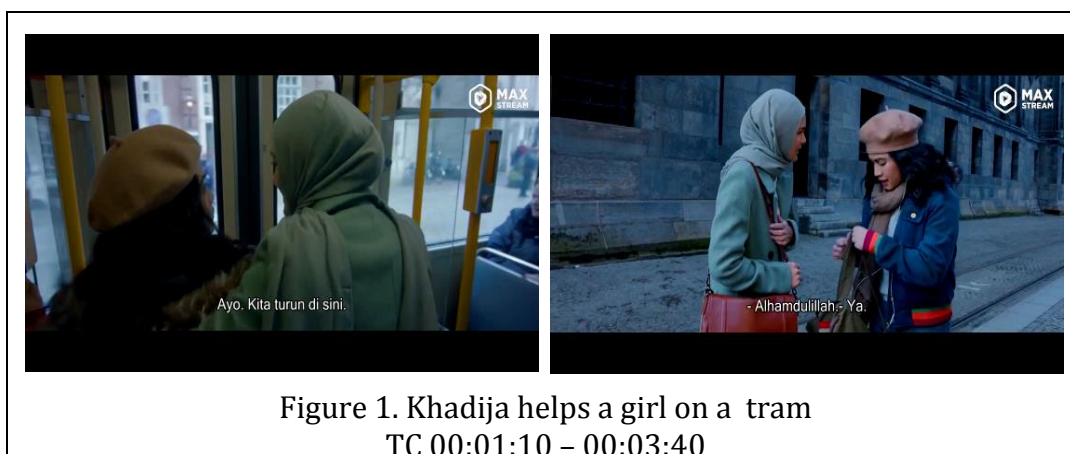 MAX
STREAM
Ayo. Kita turun di sini.
MAX
STREAM
- Alhamdulillah.- Ya.
Figure 1. Khadija helps a girl on a tram
TC 00:01:10 – 00:03:40